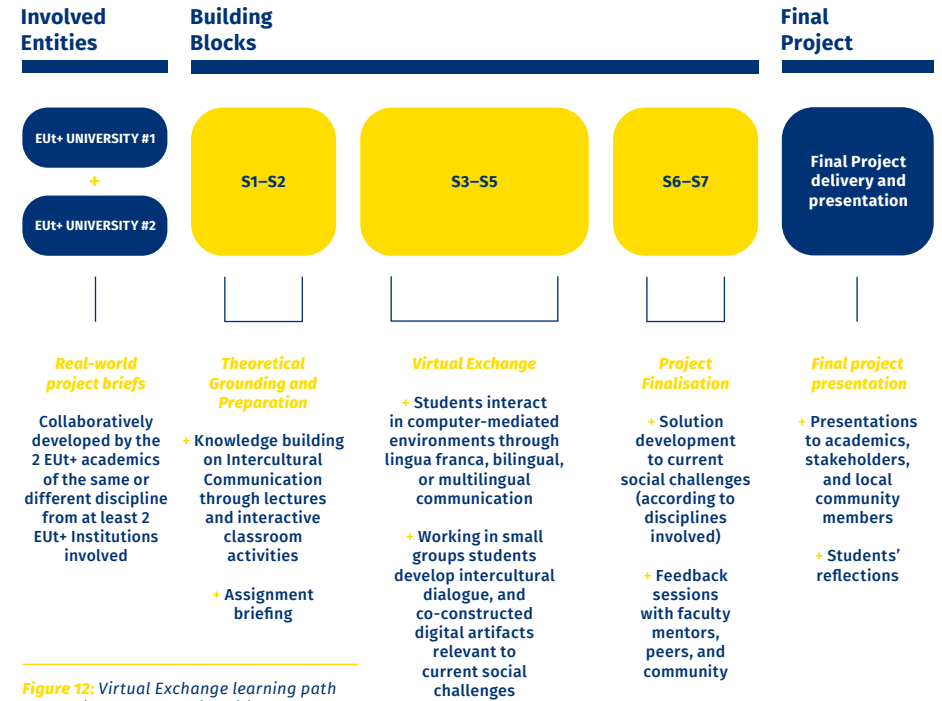 Involved
Entities
Building
Blocks
Final
Project
EUt+ UNIVERSITY #1
+
EUt+ UNIVERSITY #2
S1–S2
S3–S5
S6–S7
Final Project
delivery and
presentation
Real-world
project briefs
Collaboratively
developed by the
2 EUt+ academics
of the same or
different discipline
from at least 2
EUt+ Institutions
involved
Theoretical
Grounding and
Preparation
+ Knowledge building
on Intercultural
Communication
through lectures
and interactive
classroom
activities
+ Assignment
briefing
Virtual Exchange
+ Students interact
in computer-mediated
environments through
lingua franca, bilingual,
or multilingual
communication
+ Working in small
groups students
develop intercultural
dialogue, and
co-constructed
digital artifacts
relevant to
current social
challenges
Project
Finalisation
+ Solution
development
to current
social challenges
(according to
disciplines
involved)
+ Feedback
sessions
with faculty
mentors,
peers, and
community
Final project
presentation
+ Presentations
to academics,
stakeholders,
and local
community
members
+ Students’
reflections
Figure 12: Virtual Exchange learning path